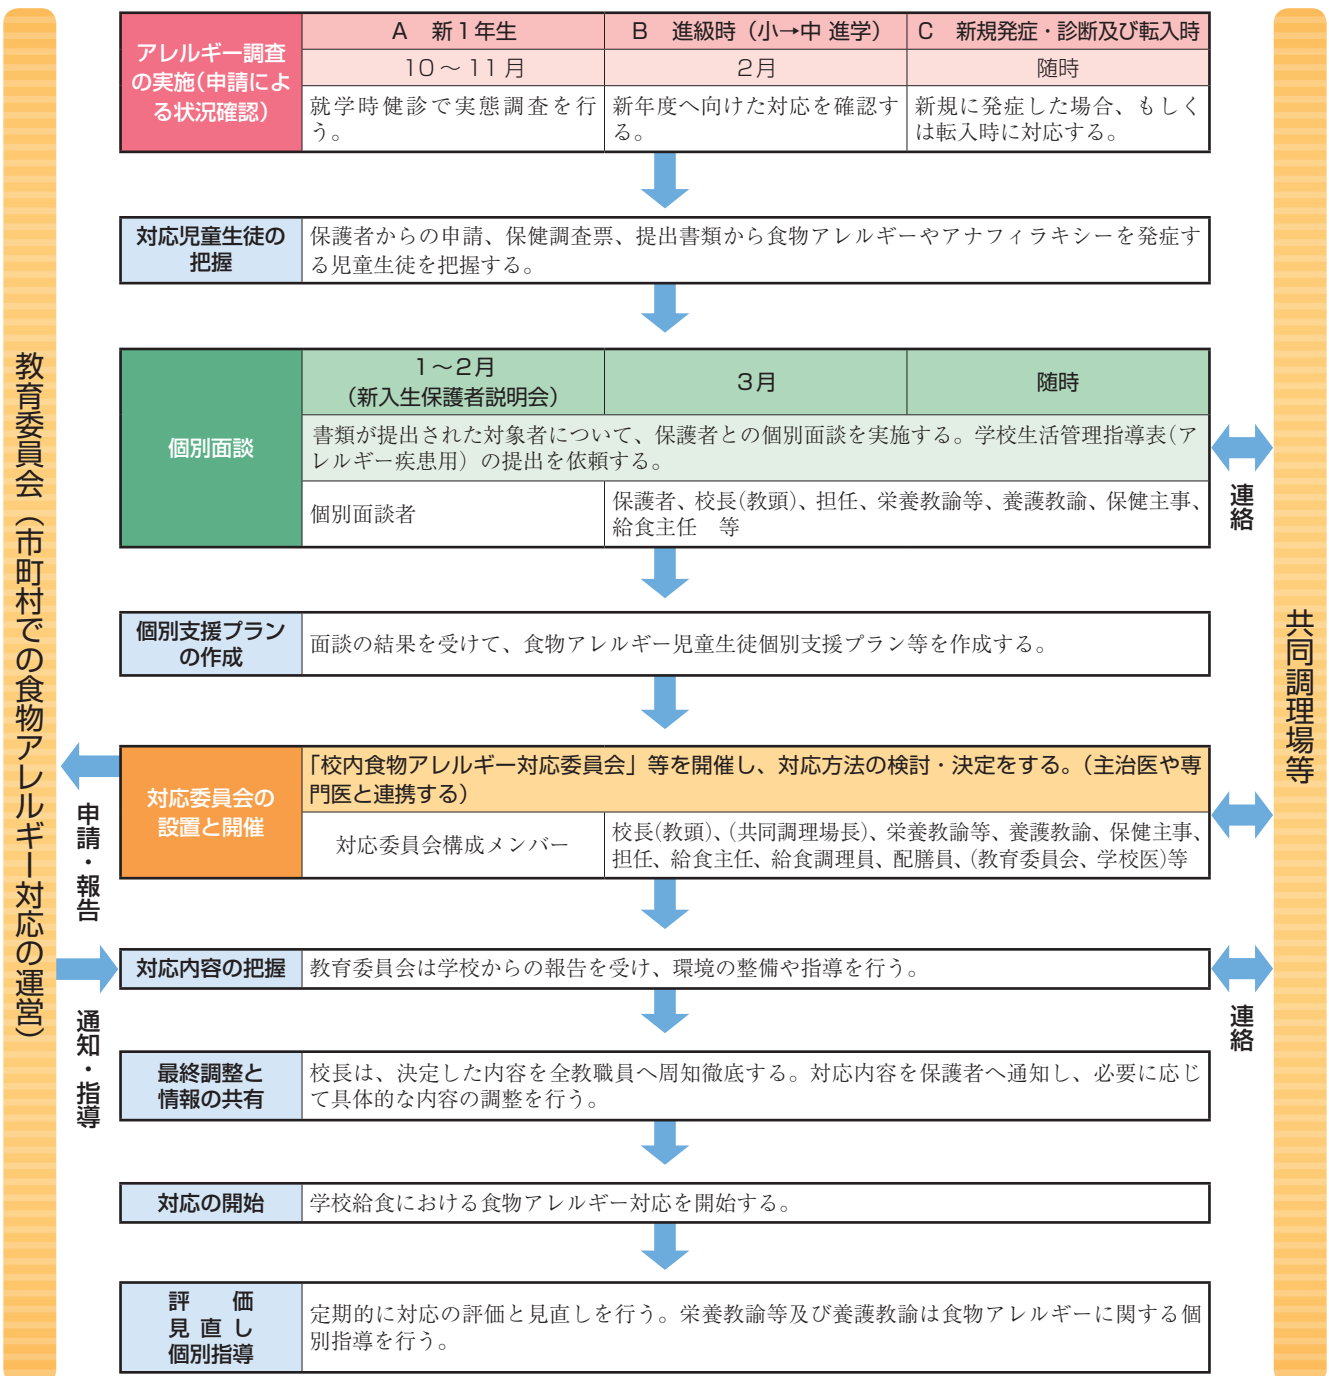 教育委員会（市町村での食物アレルギー対応の運営）
アレルギー調査
の実施(申請によ
る状況確認)
A　新１年生
B　進級時（小→中 進学）
C　新規発症・診断及び転入時
10～11月
2月
随時
就学時健診で実態調査を行
う。
新年度へ向けた対応を確認す
る。
新規に発症した場合、もしく
は転入時に対応する。
対応児童生徒の
把握
保護者からの申請、保健調査票、提出書類から食物アレルギーやアナフィラキシーを発症す
る児童生徒を把握する。
個別面談
1～2月
（新入生保護者説明会）
3月
随時
書類が提出された対象者について、保護者との個別面談を実施する。学校生活管理指導表(ア
レルギー疾患用）の提出を依頼する。
個別面談者
保護者、校長(教頭)、担任、栄養教諭等、養護教諭、保健主事、
給食主任　等
連絡
個別支援プラン
の作成
面談の結果を受けて、食物アレルギー児童生徒個別支援プラン等を作成する。
対応委員会の
設置と開催
「校内食物アレルギー対応委員会」等を開催し、対応方法の検討・決定をする。（主治医や専
門医と連携する）
対応委員会構成メンバー
校長(教頭)、(共同調理場長)、栄養教諭等、養護教諭、保健主事、
担任、給食主任、給食調理員、配膳員、(教育委員会、学校医)等
申請・報告
対応内容の把握
教育委員会は学校からの報告を受け、環境の整備や指導を行う。
通知・指導
連絡
最終調整と
情報の共有
校長は、決定した内容を全教職員へ周知徹底する。対応内容を保護者へ通知し、必要に応じ
て具体的な内容の調整を行う。
対応の開始
学校給食における食物アレルギー対応を開始する。
評　価
見直し
個別指導
定期的に対応の評価と見直しを行う。栄養教諭等及び養護教諭は食物アレルギーに関する個
別指導を行う。
共同調理場等